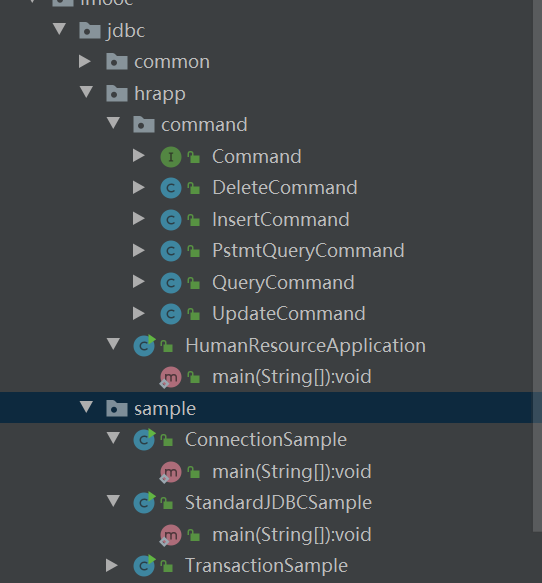 imooc
jdbc
common
hrapp
command
I Command
C DeleteCommand
C InsertCommand
C PstmtQueryCommand
C QueryCommand
C UpdateCommand
C HumanResourceApplication
m main(String[]):void
sample
C ConnectionSample
m main(String[]):void
C StandardJDBCSample
m main(String[]):void
C TransactionSample